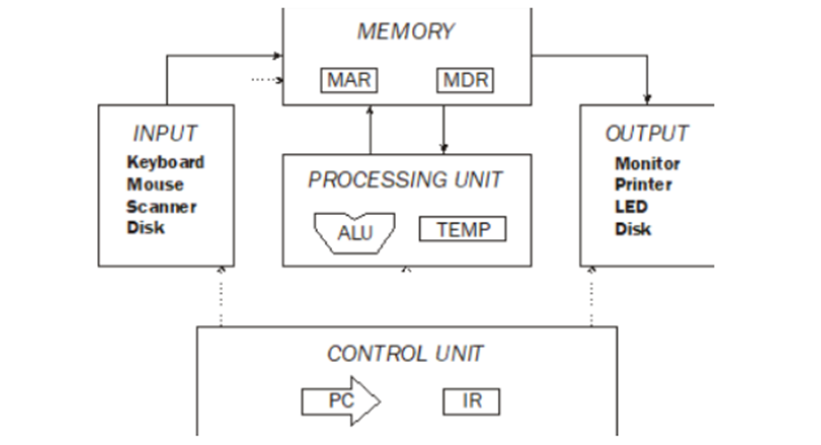 MEMORY
MAR MDR
INPUT
Keyboard
Mouse
Scanner
Disk
PROCESSING UNIT
ALU TEMP
OUTPUT
Monitor
Printer
LED
Disk
CONTROL UNIT
PC IR